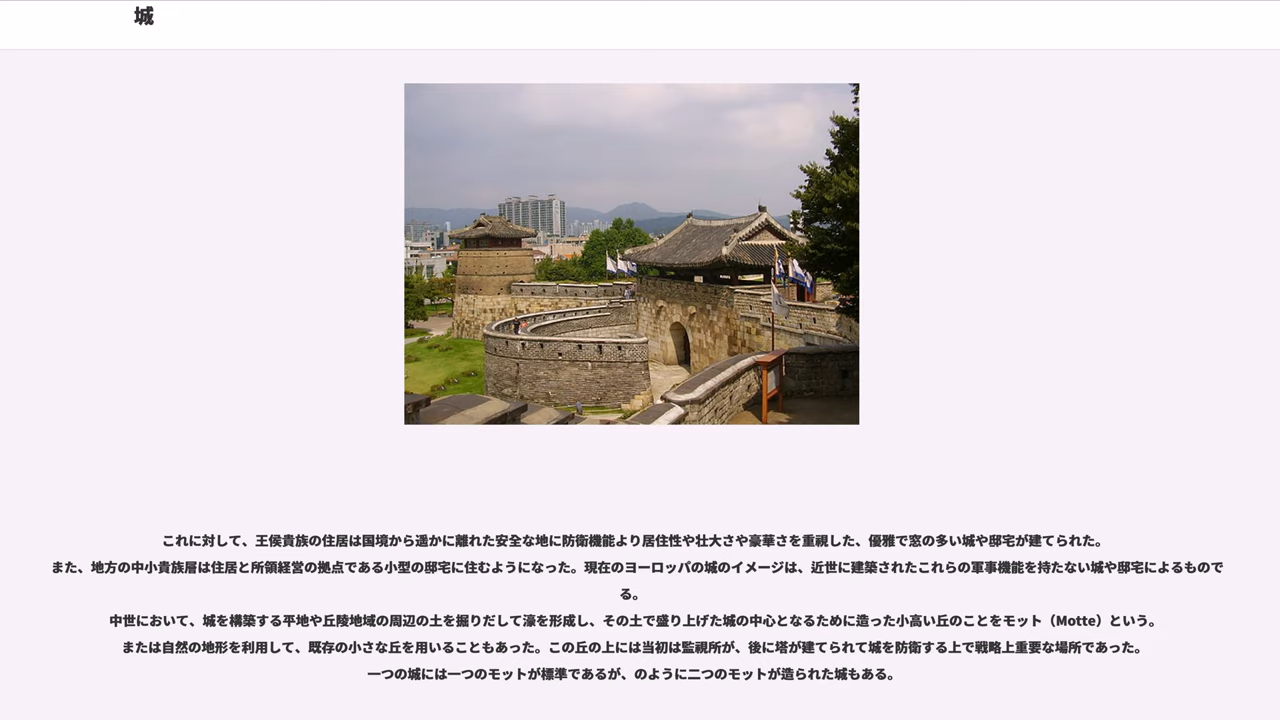 城
これに対して、王侯貴族の住居は国境から遥かに離れた安全な地に防衛機能より居住性や壮大さや豪華さを重視した、優雅で窓の多い城や邸宅が建てられた。
また、地方の中小貴族層は住居と所領経営の拠点である小型の邸宅に住むようになった。現在のヨーロッパの城のイメージは、近世に建築されたこれらの軍事機能を持たない城や邸宅によるもので
る。
中世において、城を構築する平地や丘陵地域の周辺の土を掘りだして濠を形成し、その土で盛り上げた城の中心となるために造った小高い丘のことをモット（Motte）という。
または自然の地形を利用して、既存の小さな丘を用いることもあった。この丘の上には当初は監視所が、後に塔が建てられて城を防衛する上で戦略上重要な場所であった。
一つの城には一つのモットが標準であるが、のように二つのモットが造られた城もある。